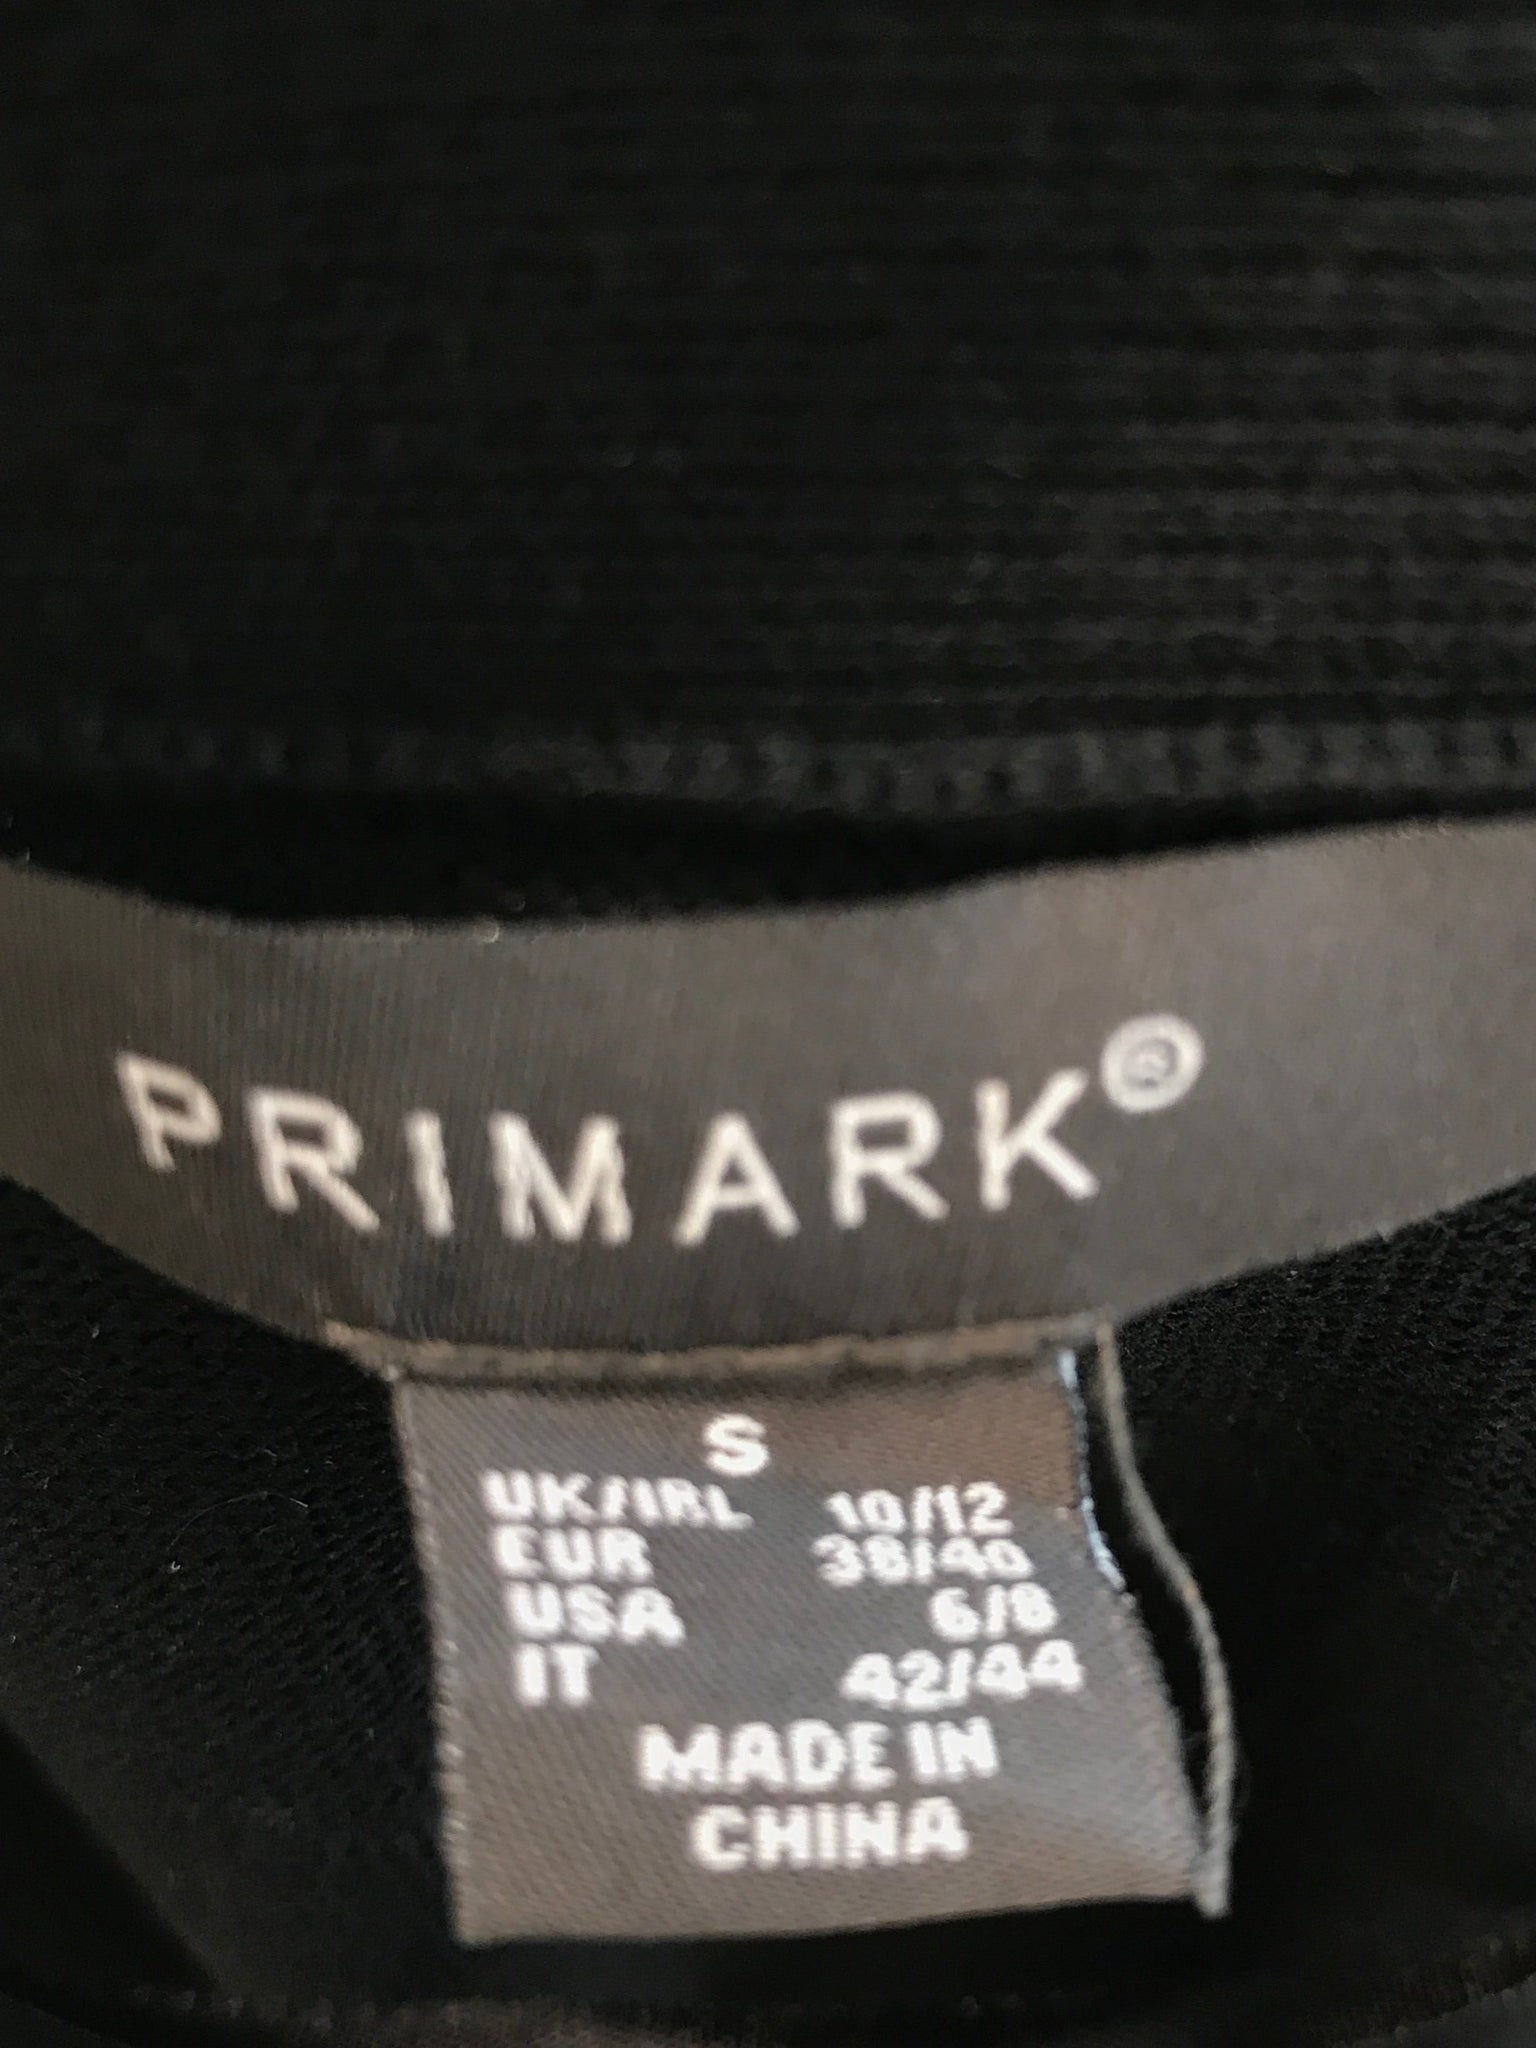 PRIMARK®
S
UK/IRL 10/12
EUR 38/40
USA 6/8
IT 42/44
MADE IN
CHINA